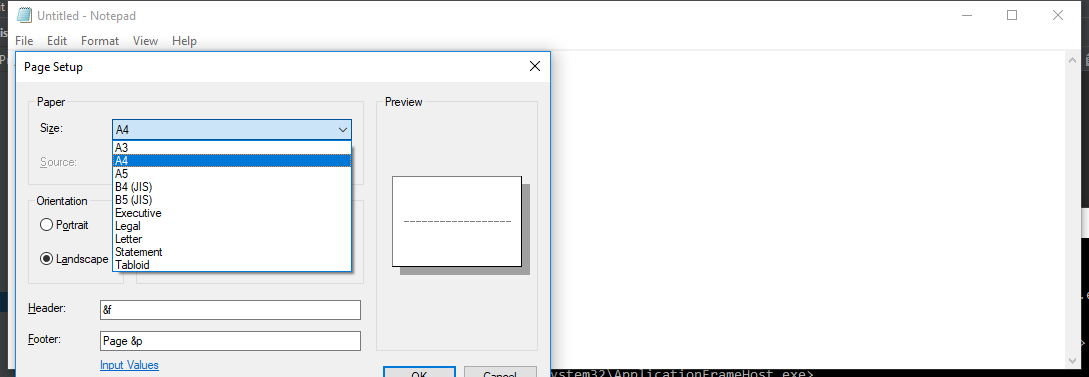 Untitled - Notepad
File Edit Format View Help
Page Setup
Paper
Preview
Size:
A4
A3
A4
Source:
A5
B4 (JIS)
B5 (JIS)
Orientation
Executive
Portrait
Legal
Letter
Statement
Landscape
Tabloid
Header:
&f
Footer:
Page &p
Input Values
OK
Cancel
ystem32\ApplicationFrameHost.exe>